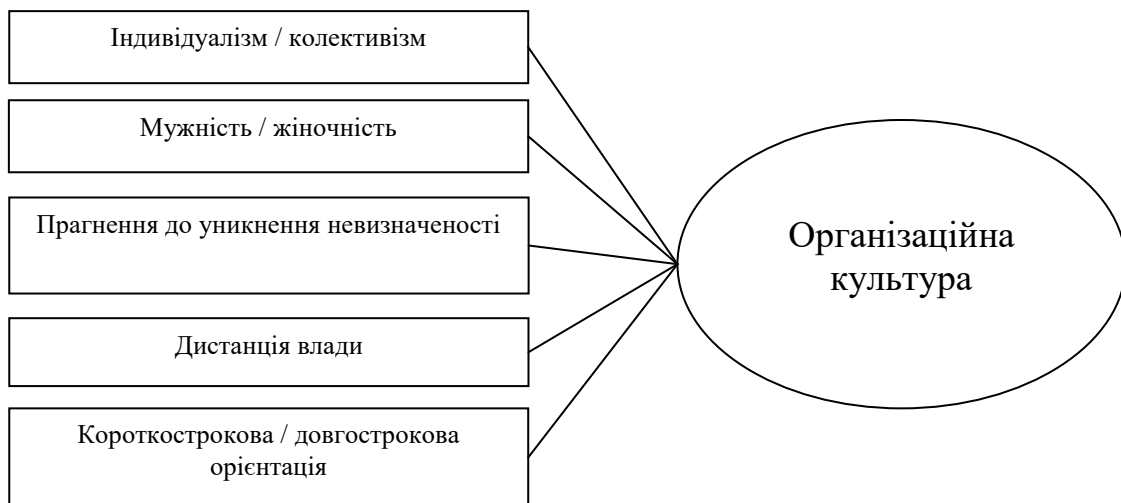 Індивідуалізм / колективізм
Мужність / жіночність
Прагнення до уникнення невизначеності
Дистанція влади
Короткострокова / довгострокова
орієнтація
Організаційна
культура